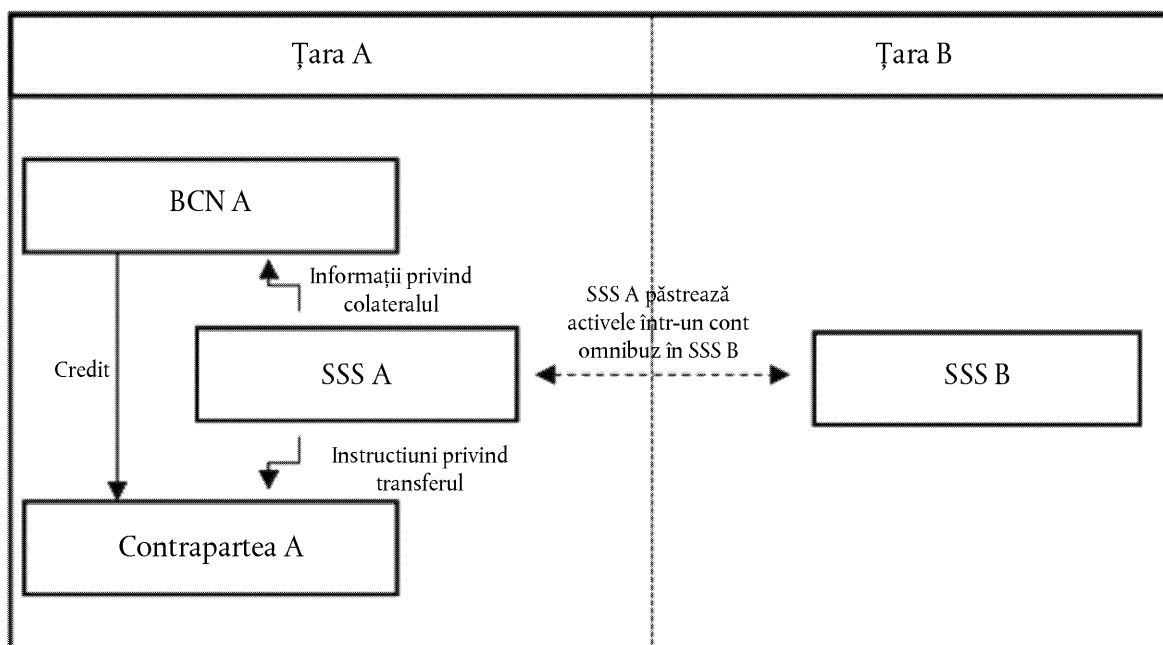 Țara A
Țara B
BCN A
Informații privind
colateralul
SSS A păstrează
activele într-un cont
omnibuz în SSS B
Credit
SSS A
SSS B
Instructiuni privind
transferul
Contrapartea A